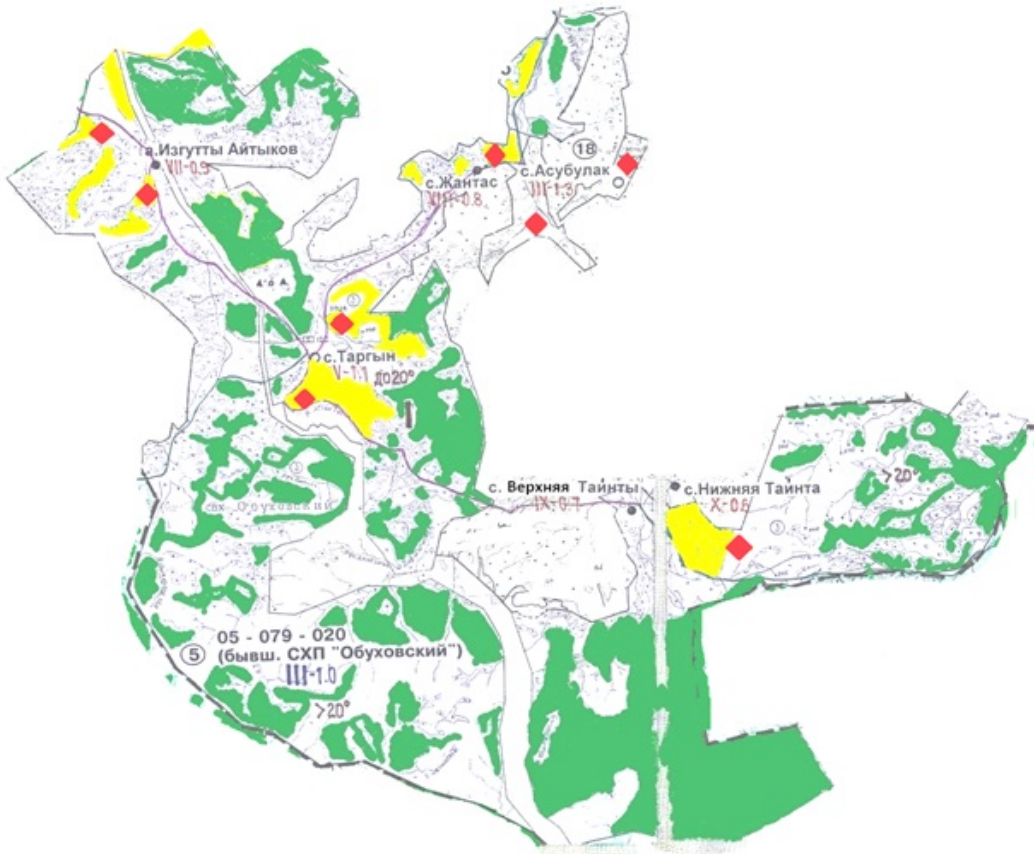 18
а.Изгутты Айтыков
VII-0.9
с.Жантас
VIII-0.8
с.Асубулак
III-1.3
с.Таргын
V-1.1 до20°
с. Верхняя Таинты
IX-0.7
с.Нижняя Таинта
X-0.6
>20°
свх Обуховский
5
05 - 079 - 020
(бывш. СХП "Обуховский")
III-1.0
>20°